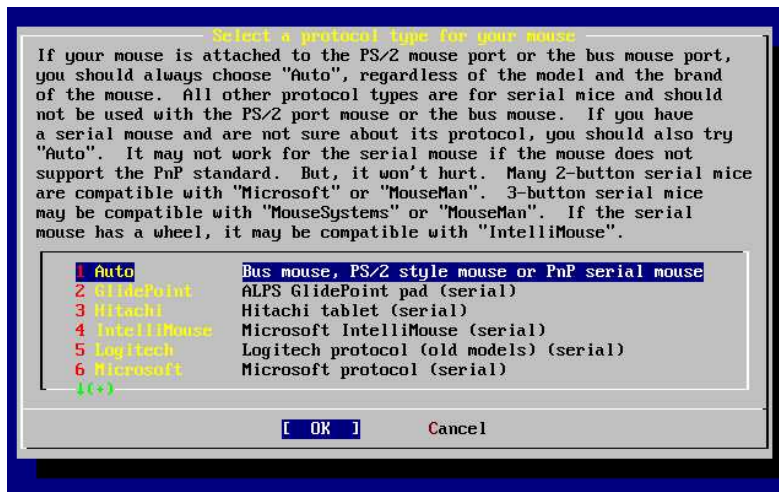 Select a protocol type for your mouse
If your mouse is attached to the PS/2 mouse port or the bus mouse port,
you should always choose "Auto", regardless of the model and the brand
of the mouse.  All other protocol types are for serial mice and should
not be used with the PS/2 port mouse or the bus mouse.  If you have
a serial mouse and are not sure about its protocol, you should also try
"Auto".  It may not work for the serial mouse if the mouse does not
support the PnP standard.  But, it won't hurt.  Many 2-button serial mice
are compatible with "Microsoft" or "MouseMan".  3-button serial mice
may be compatible with "MouseSystems" or "MouseMan".  If the serial
mouse has a wheel, it may be compatible with "IntelliMouse".
1 Auto Bus mouse, PS/2 style mouse or PnP serial mouse
2 GlidePoint ALPS GlidePoint pad (serial)
3 Hitachi Hitachi tablet (serial)
4 IntelliMouse Microsoft IntelliMouse (serial)
5 Logitech Logitech protocol (old models) (serial)
6 Microsoft Microsoft protocol (serial)
↓(+)
[ OK ] Cancel